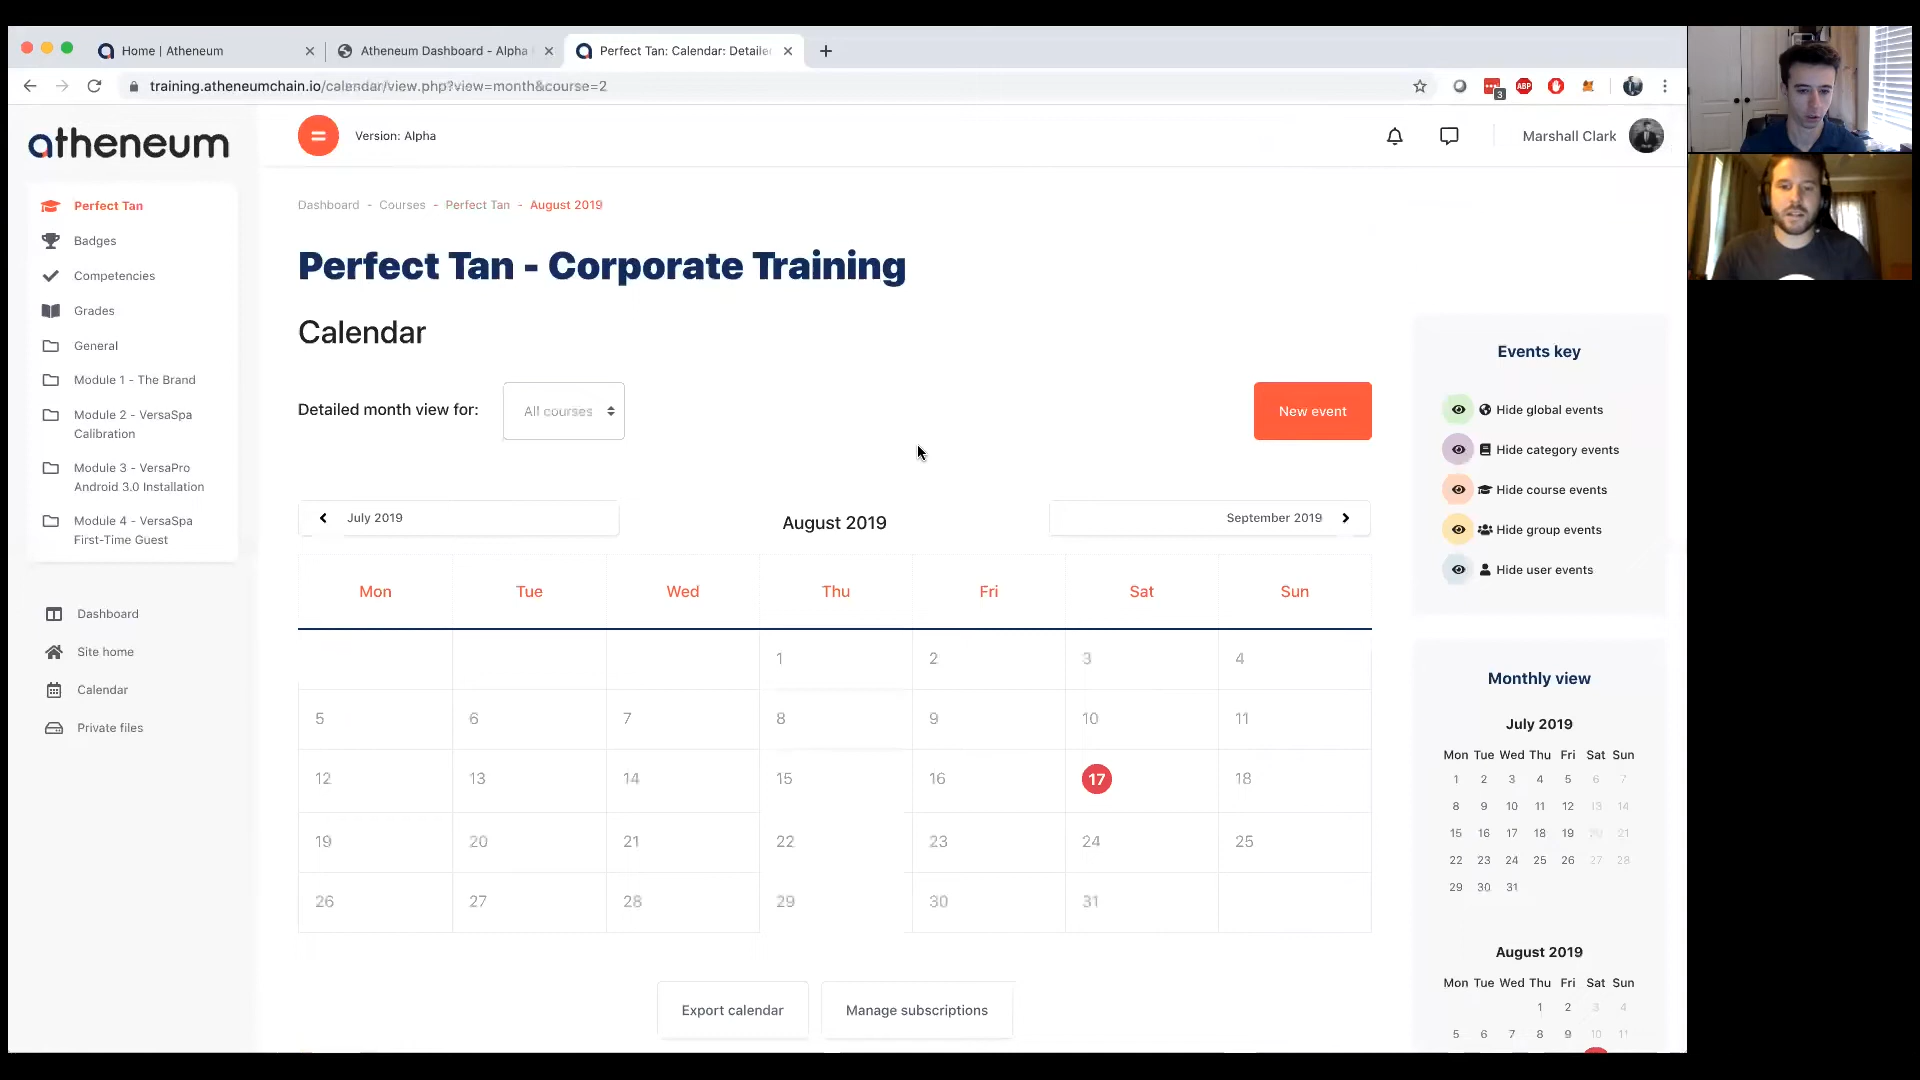 Home | Atheneum
Atheneum Dashboard - Alpha
Perfect Tan: Calendar: Detaile
training.atheneumchain.io/calendar/view.php?view=month&course=2
3
ABP
atheneum
Version: Alpha
Marshall Clark
Perfect Tan
Badges
Competencies
Grades
General
Module 1 - The Brand
Module 2 - VersaSpa
Calibration
Module 3 - VersaPro
Android 3.0 Installation
Module 4 - VersaSpa
First-Time Guest
Dashboard
Site home
Calendar
Private files
Dashboard - Courses - Perfect Tan - August 2019
Perfect Tan - Corporate Training
Calendar
Detailed month view for: All courses New event
July 2019 August 2019 September 2019
Mon Tue Wed Thu Fri Sat Sun
1 2 3 4
5 6 7 8 9 10 11
12 13 14 15 16 17 18
19 20 21 22 23 24 25
26 27 28 29 30 31
Export calendar Manage subscriptions
Events key
Hide global events
Hide category events
Hide course events
Hide group events
Hide user events
Monthly view
July 2019
Mon Tue Wed Thu Fri Sat Sun
1 2 3 4 5 6 7
8 9 10 11 12 13 14
15 16 17 18 19 20 21
22 23 24 25 26 27 28
29 30 31
August 2019
Mon Tue Wed Thu Fri Sat Sun
1 2 3 4
5 6 7 8 9 10 11